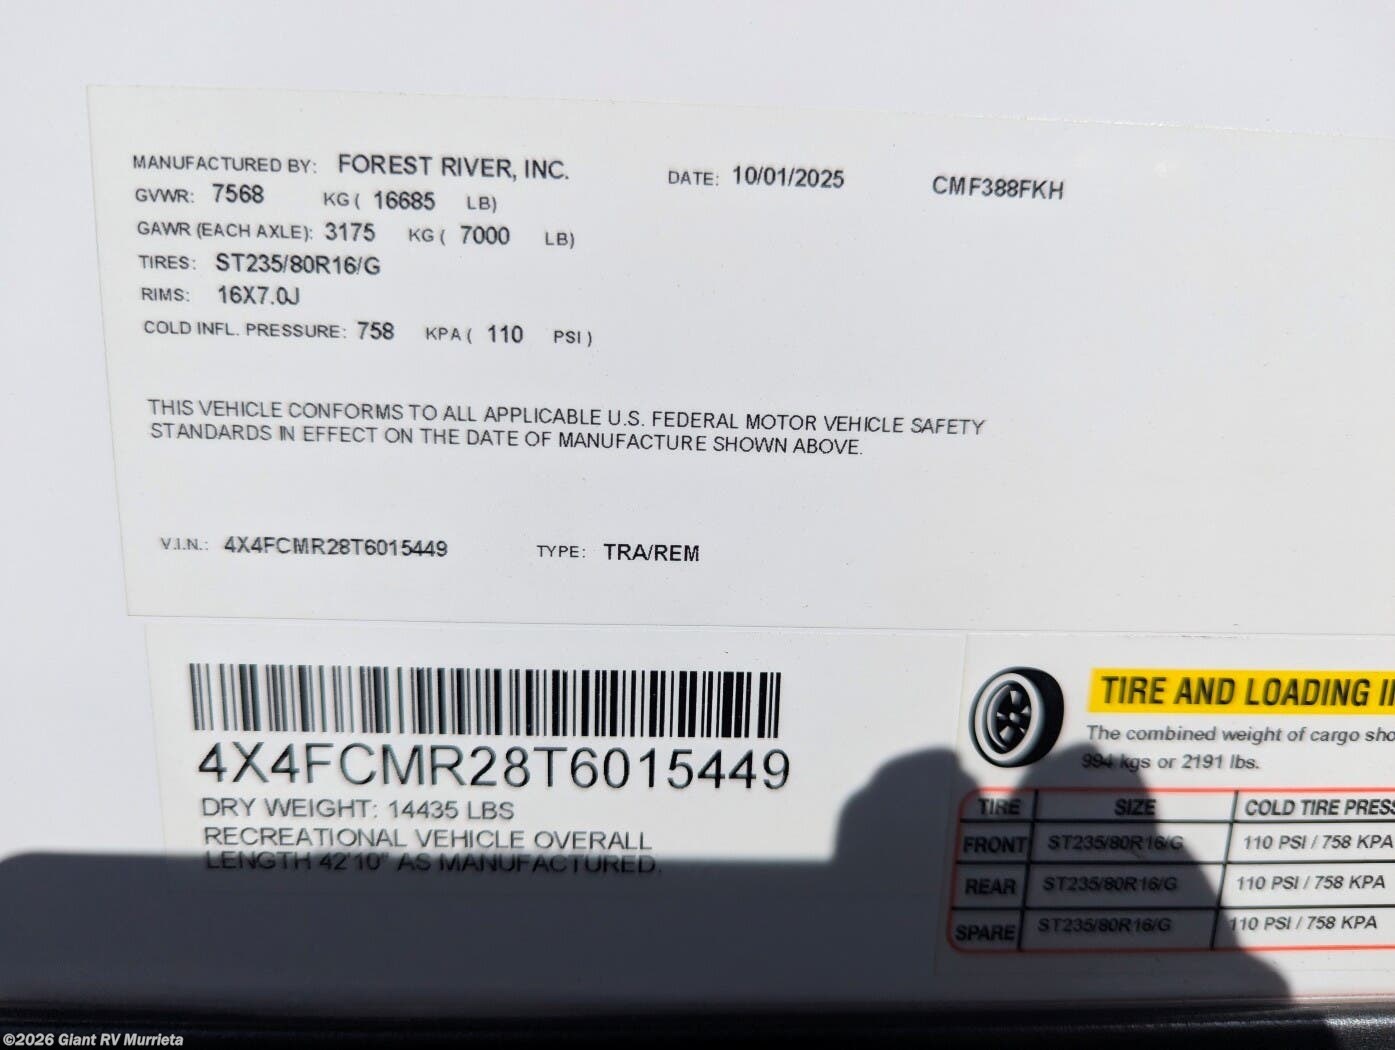 MANUFACTURED BY: FOREST RIVER, INC. DATE: 10/01/2025 CMF388FKH
GVWR: 7568 KG ( 16685 LB)
GAWR (EACH AXLE): 3175 KG ( 7000 LB)
TIRES: ST235/80R16/G
RIMS: 16X7.0J
COLD INFL. PRESSURE: 758 KPA ( 110 PSI )
THIS VEHICLE CONFORMS TO ALL APPLICABLE U.S. FEDERAL MOTOR VEHICLE SAFETY
STANDARDS IN EFFECT ON THE DATE OF MANUFACTURE SHOWN ABOVE.
V.I.N.: 4X4FCMR28T6015449 TYPE: TRA/REM
4X4FCMR28T6015449
DRY WEIGHT: 14435 LBS
RECREATIONAL VEHICLE OVERALL
LENGTH 42'10" AS MANUFACTURED.
TIRE AND LOADING
The combined weight of cargo
994 kgs or 2191 lbs.
TIRE SIZE COLD TIRE PRESS
FRONT ST235/80R16/G 110 PSI / 758 KPA
REAR ST235/80R16/G 110 PSI / 758 KPA
SPARE ST235/80R16/G 110 PSI / 758 KPA
©2026 Giant RV Murrieta